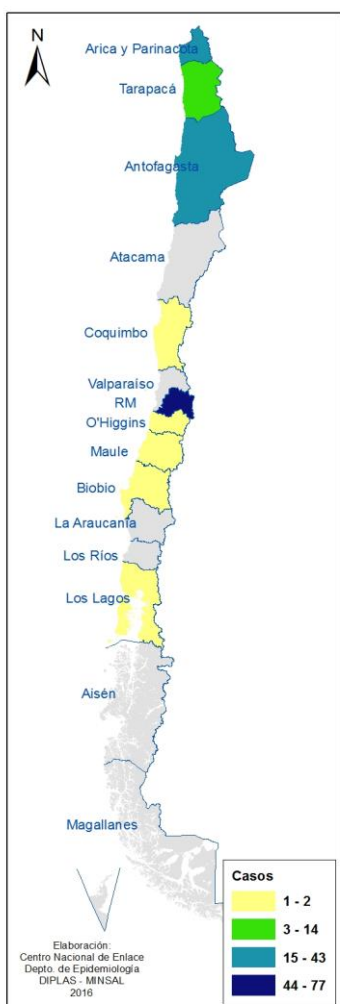 N
Arica y Parinacota
Tarapacá
Antofagasta
Atacama
Coquimbo
Valparaíso
RM
O'Higgins
Maule
Biobio
La Araucanía
Los Ríos
Los Lagos
Aisén
Magallanes
Casos
1 - 2
3 - 14
15 - 43
44 - 77
Elaboración:
Centro Nacional de Enlace
Depto. de Epidemiología
DIPLAS - MINSAL
2016